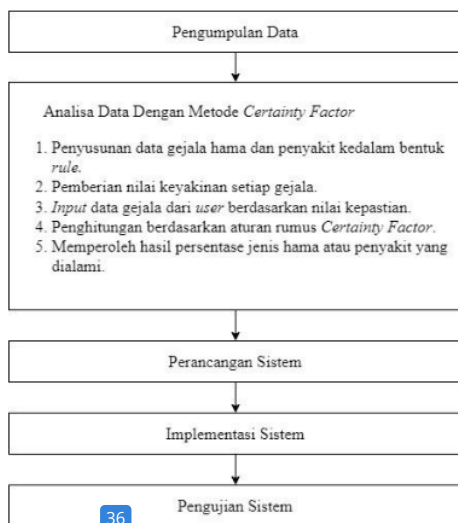 Pengumpulan Data
Analisa Data Dengan Metode Certainty Factor
1. Penyusunan data gejala hama dan penyakit kedalam bentuk
rule.
2. Pemberian nilai keyakinan setiap gejala.
3. Input data gejala dari user berdasarkan nilai kepastian.
4. Penghitungan berdasarkan aturan rumus Certainty Factor.
5. Memperoleh hasil persentase jenis hama atau penyakit yang
dialami.
Perancangan Sistem
Implementasi Sistem
Pengujian Sistem
36